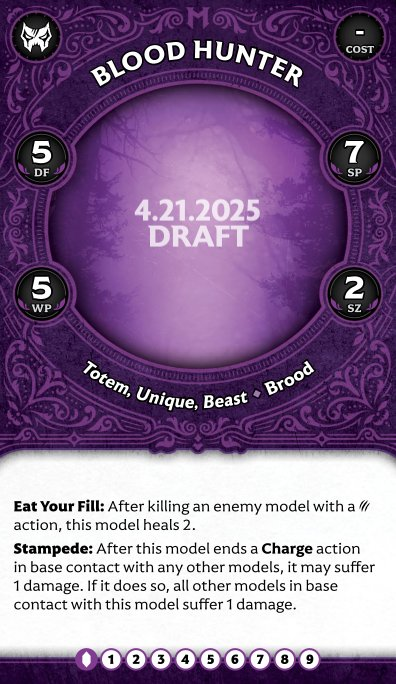 BLOOD HUNTER
-
COST
5
DF
7
SP
4.21.2025
DRAFT
5
WP
2
SZ
Totem, Unique, Beast ◆ Brood
Eat Your Fill: After killing an enemy model with a
action, this model heals 2.
Stampede: After this model ends a Charge action
in base contact with any other models, it may suffer
1 damage. If it does so, all other models in base
contact with this model suffer 1 damage.
1 2 3 4 5 6 7 8 9